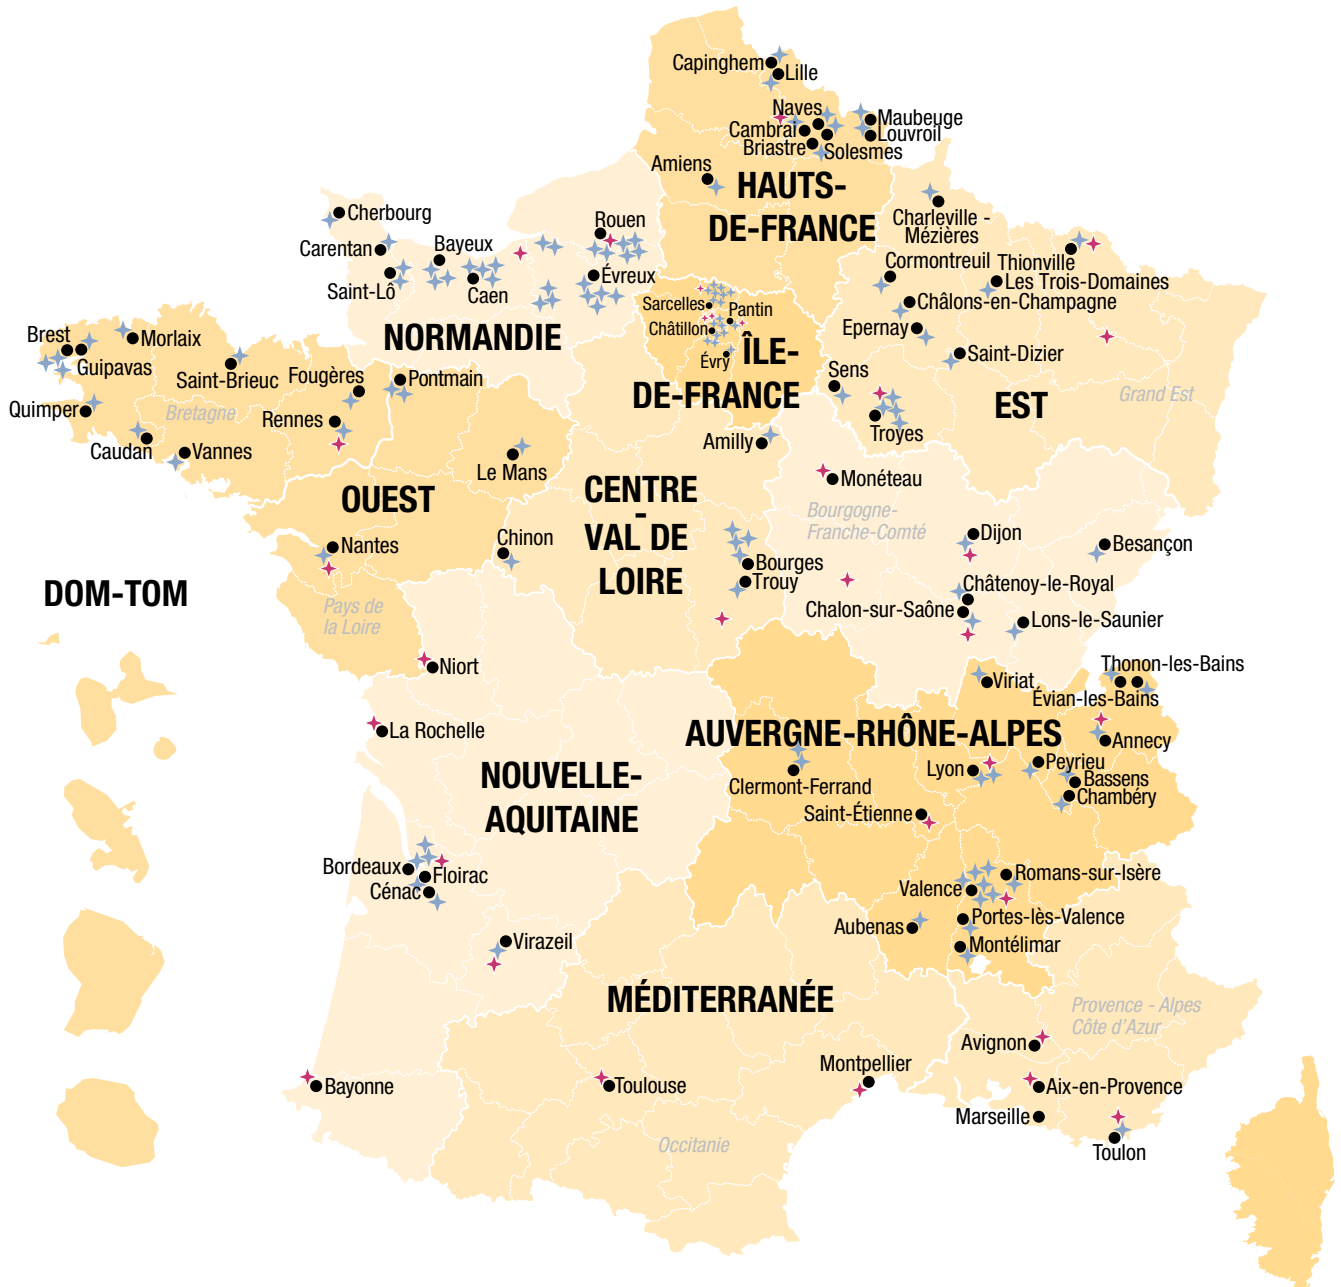 Capinghem
Lille
Naves
Maubeuge
Cambrai
Louvroil
Briastre
Solesmes
Amiens
HAUTS-
DE-FRANCE
Cherbourg
Carentan
Bayeux
Rouen
Saint-Lô
Caen
Évreux
NORMANDIE
Charleville -
Mézières
Cormontreuil
Thionville
Les Trois-Domaines
Châlons-en-Champagne
Epernay
Saint-Dizier
Sarcelles
Pantin
Châtillon
Évry
ÎLE-
DE-FRANCE
Sens
Troyes
EST
Grand Est
Brest
Morlaix
Guipavas
Saint-Brieuc
Fougères
Pontmain
Quimper
Bretagne
Rennes
Caudan
Vannes
Le Mans
OUEST
Amilly
CENTRE
-
VAL DE
LOIRE
Monéteau
Bourgogne-
Franche-Comté
Chinon
Nantes
Bourges
Trouy
Dijon
Besançon
DOM-TOM
Pays de
la Loire
Châtenoy-le-Royal
Chalon-sur-Saône
Lons-le-Saunier
Niort
Viriat
Thonon-les-Bains
Évian-les-Bains
La Rochelle
AUVERGNE-RHÔNE-ALPES
Annecy
NOUVELLE-
AQUITAINE
Clermont-Ferrand
Lyon
Peyrieu
Bassens
Chambéry
Saint-Étienne
Bordeaux
Floirac
Cénac
Valence
Romans-sur-Isère
Portes-lès-Valence
Aubenas
Montélimar
Virazeil
MÉDITERRANÉE
Provence - Alpes
Côte d'Azur
Avignon
Bayonne
Toulouse
Montpellier
Aix-en-Provence
Marseille
Occitanie
Toulon